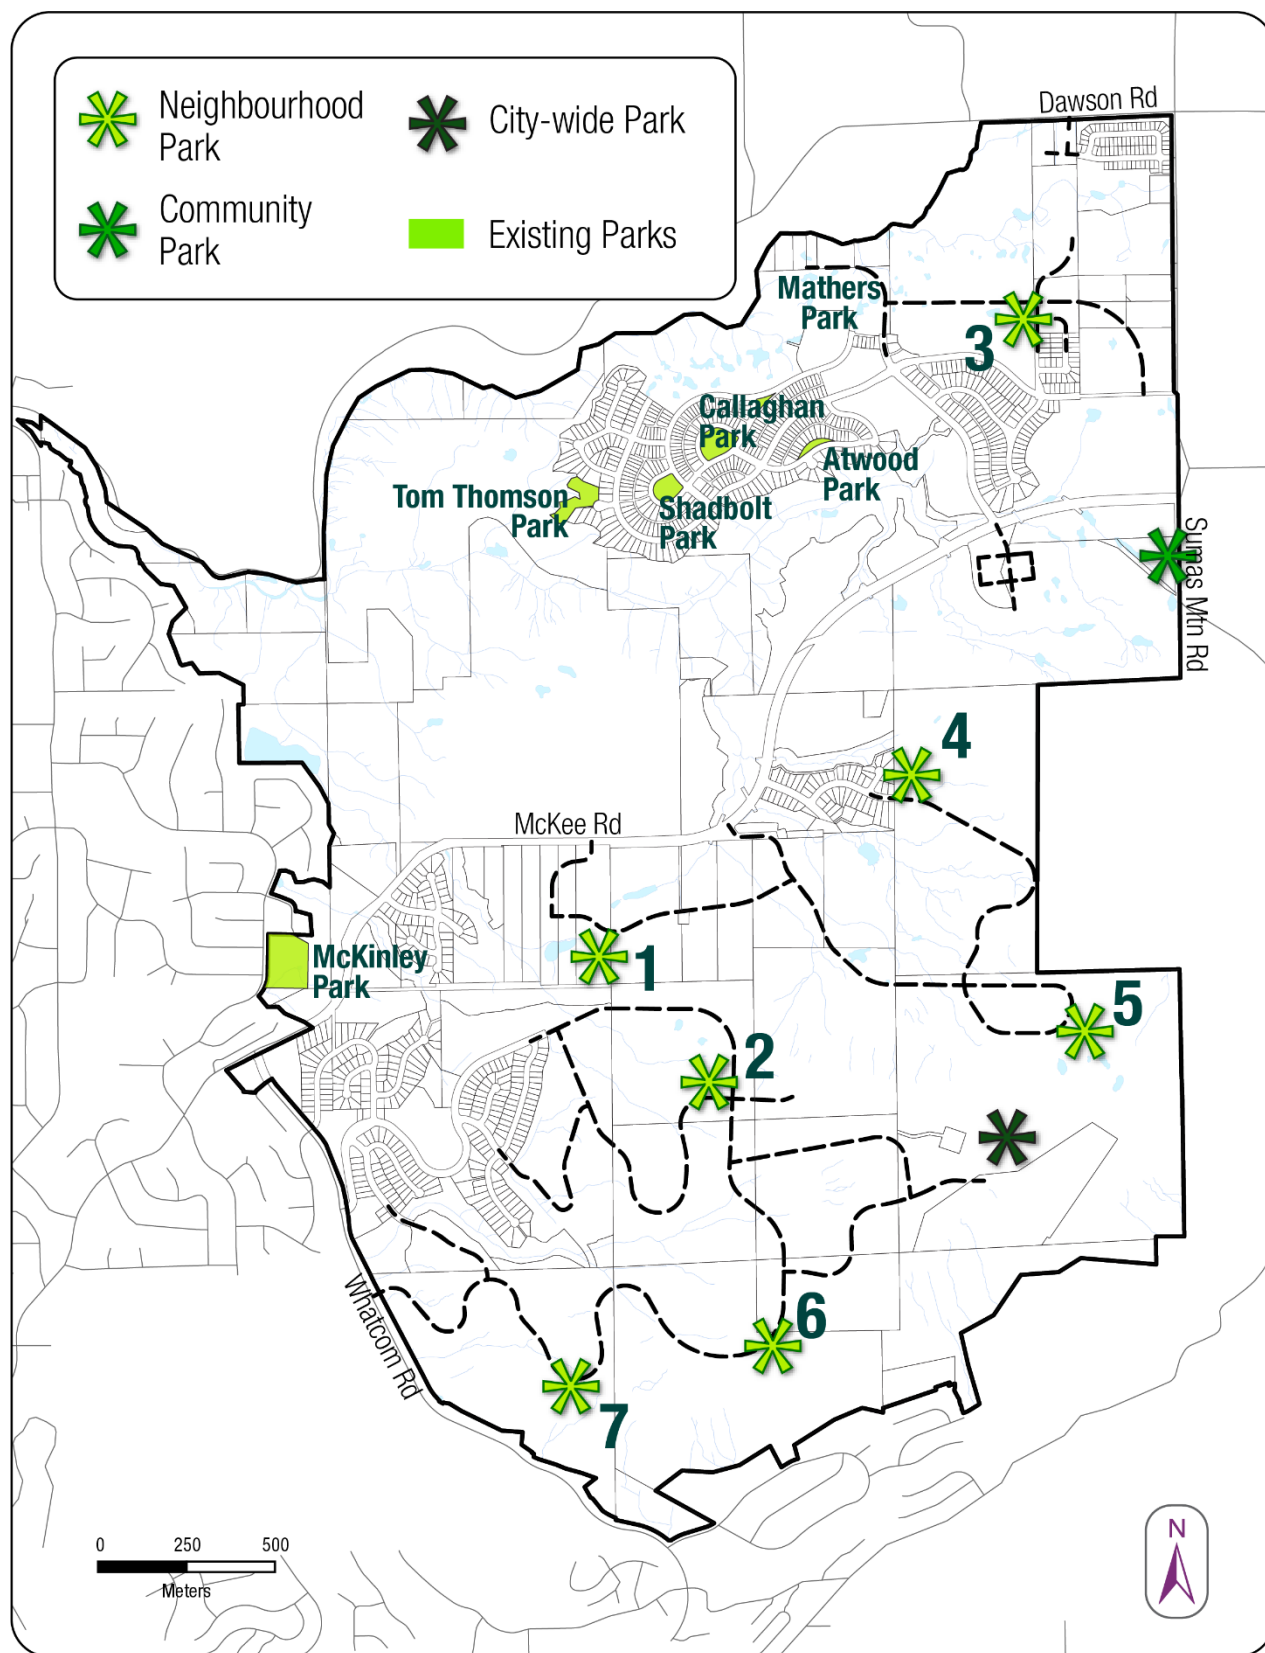 Neighbourhood
Park
City-wide Park
Community
Park
Existing Parks
Dawson Rd
Mathers
Park
3
Callaghan
Park
Atwood
Park
Tom Thomson
Park
Shadbolt
Park
Sumas Mtn Rd
4
McKee Rd
McKinley
Park
1
5
2
6
Whatcom Rd
7
0 250 500
Meters
N